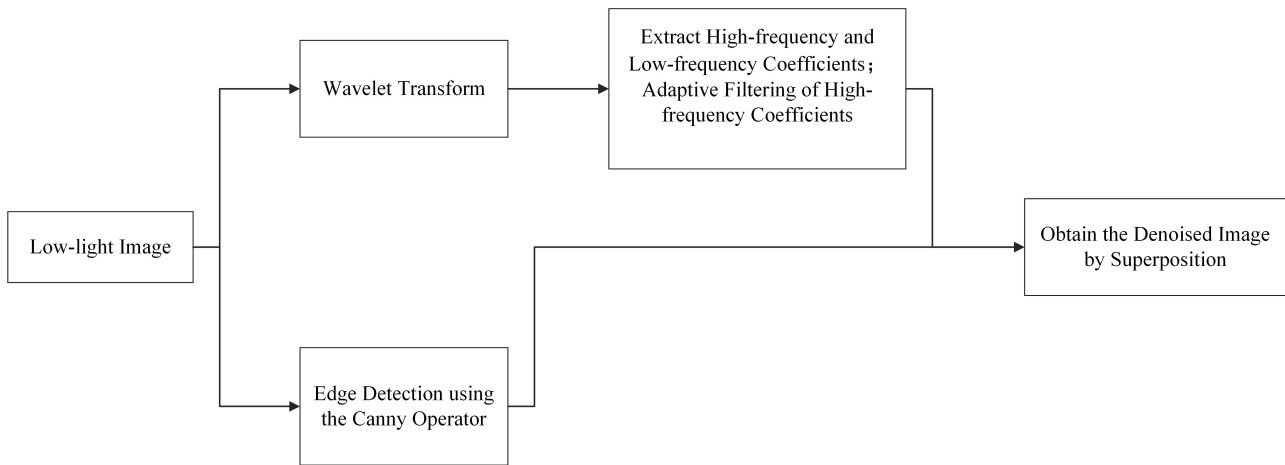 Low-light Image
Wavelet Transform
Extract High-frequency and
Low-frequency Coefficients；
Adaptive Filtering of High-
frequency Coefficients
Edge Detection using
the Canny Operator
Obtain the Denoised Image
by Superposition